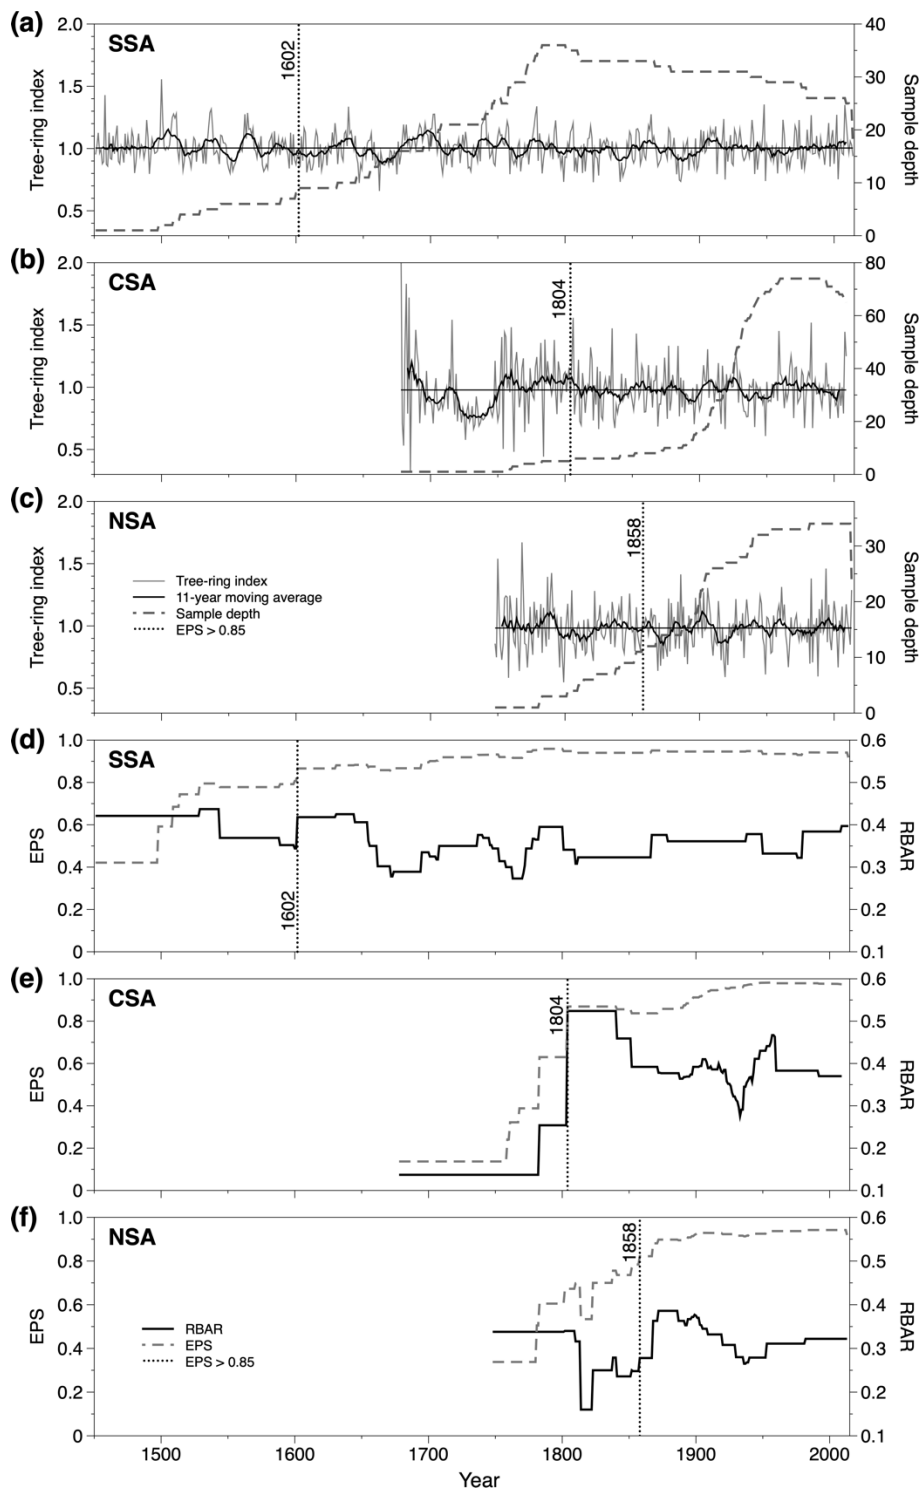 (a)
SSA
1602
2.0
1.5
1.0
0.5
Tree-ring index
40
30
20
10
0
Sample depth
(b)
CSA
1804
2.0
1.5
1.0
0.5
Tree-ring index
80
60
40
20
0
Sample depth
(c)
NSA
1858
2.0
1.5
1.0
0.5
Tree-ring index
30
20
10
0
Sample depth
Tree-ring index
11-year moving average
Sample depth
EPS > 0.85
(d)
SSA
1602
1.0
0.8
0.6
0.4
0.2
0
EPS
0.6
0.5
0.4
0.3
0.2
0.1
RBAR
(e)
CSA
1804
1.0
0.8
0.6
0.4
0.2
0
EPS
0.6
0.5
0.4
0.3
0.2
0.1
RBAR
(f)
NSA
1858
1.0
0.8
0.6
0.4
0.2
0
EPS
0.6
0.5
0.4
0.3
0.2
0.1
RBAR
RBAR
EPS
EPS > 0.85
1500 1600 1700 1800 1900 2000
Year